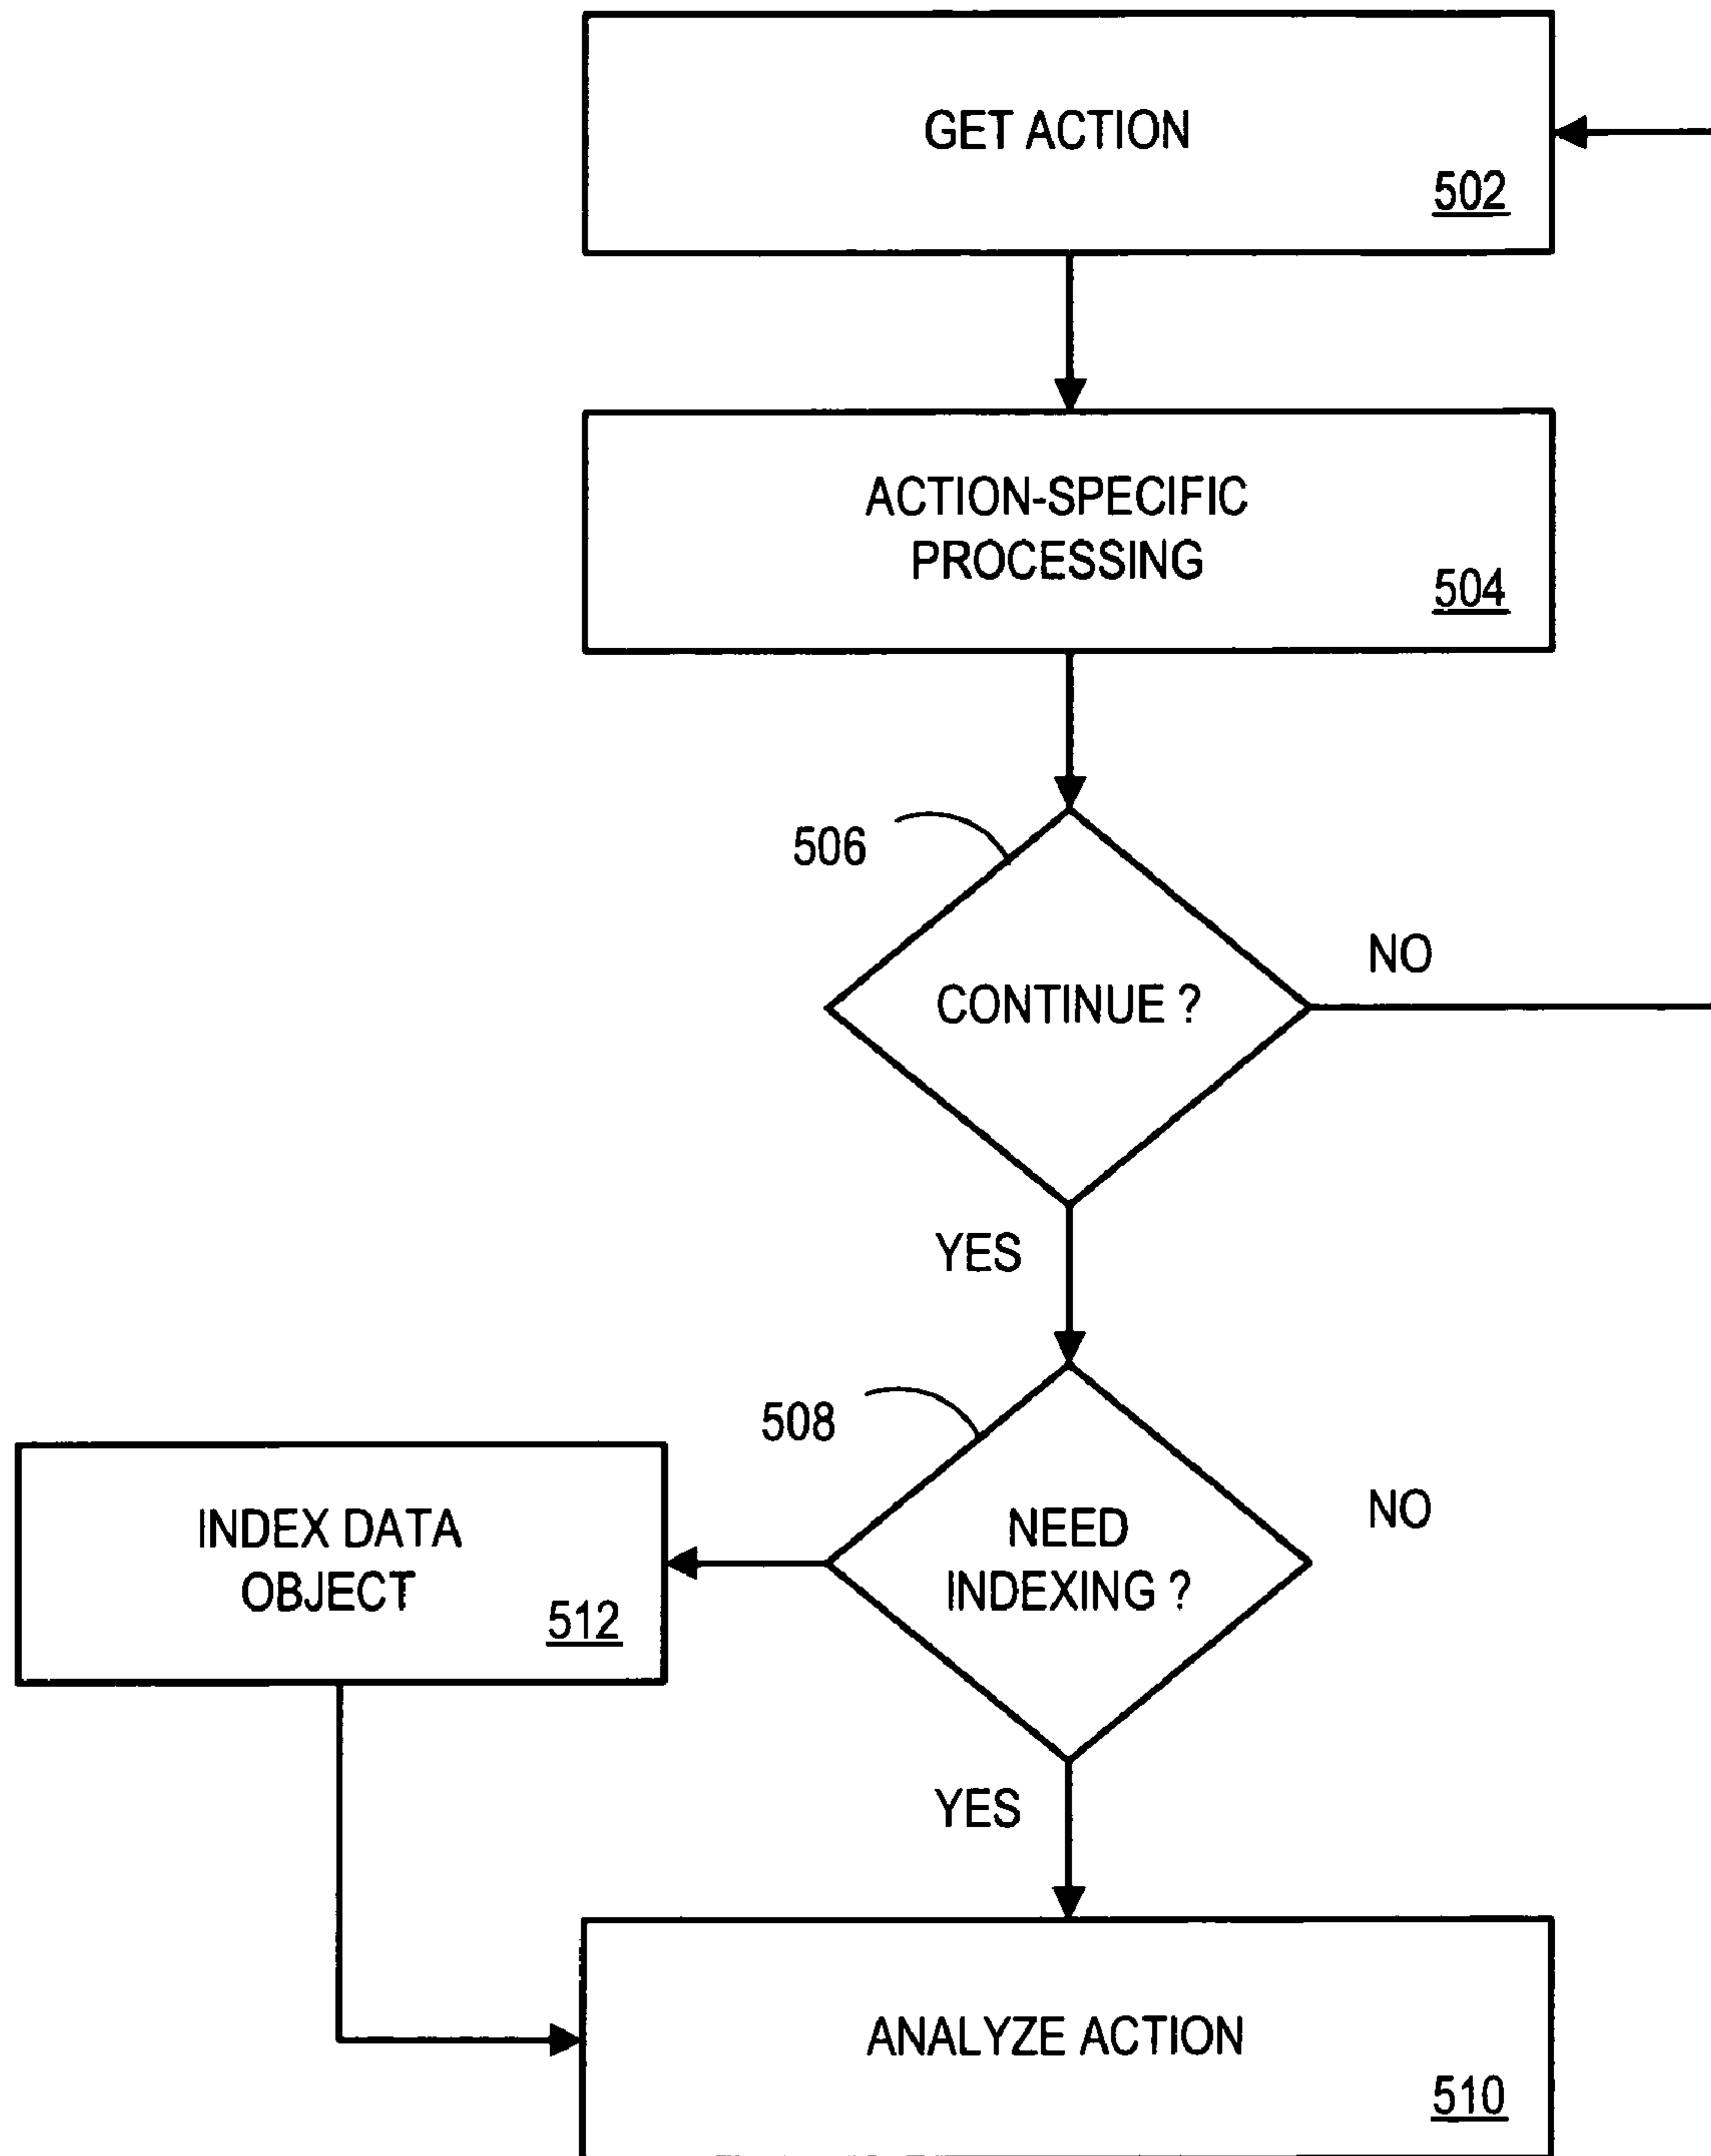 GET ACTION
502
ACTION-SPECIFIC
PROCESSING
504
506
CONTINUE ?
NO
YES
508
NEED
INDEXING ?
NO
INDEX DATA
OBJECT
512
YES
ANALYZE ACTION
510